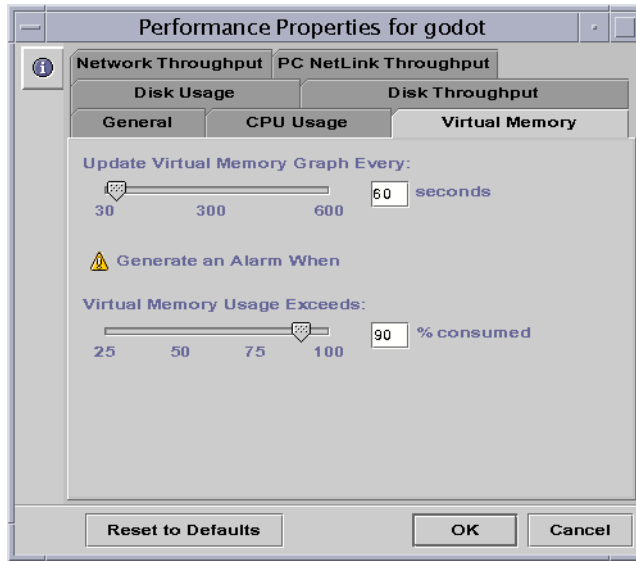 Performance Properties for godot
Network Throughput PC NetLink Throughput
Disk Usage Disk Throughput
General CPU Usage Virtual Memory
Update Virtual Memory Graph Every:
60 seconds
30 300 600
Generate an Alarm When
Virtual Memory Usage Exceeds:
90 % consumed
25 50 75 100
Reset to Defaults OK Cancel